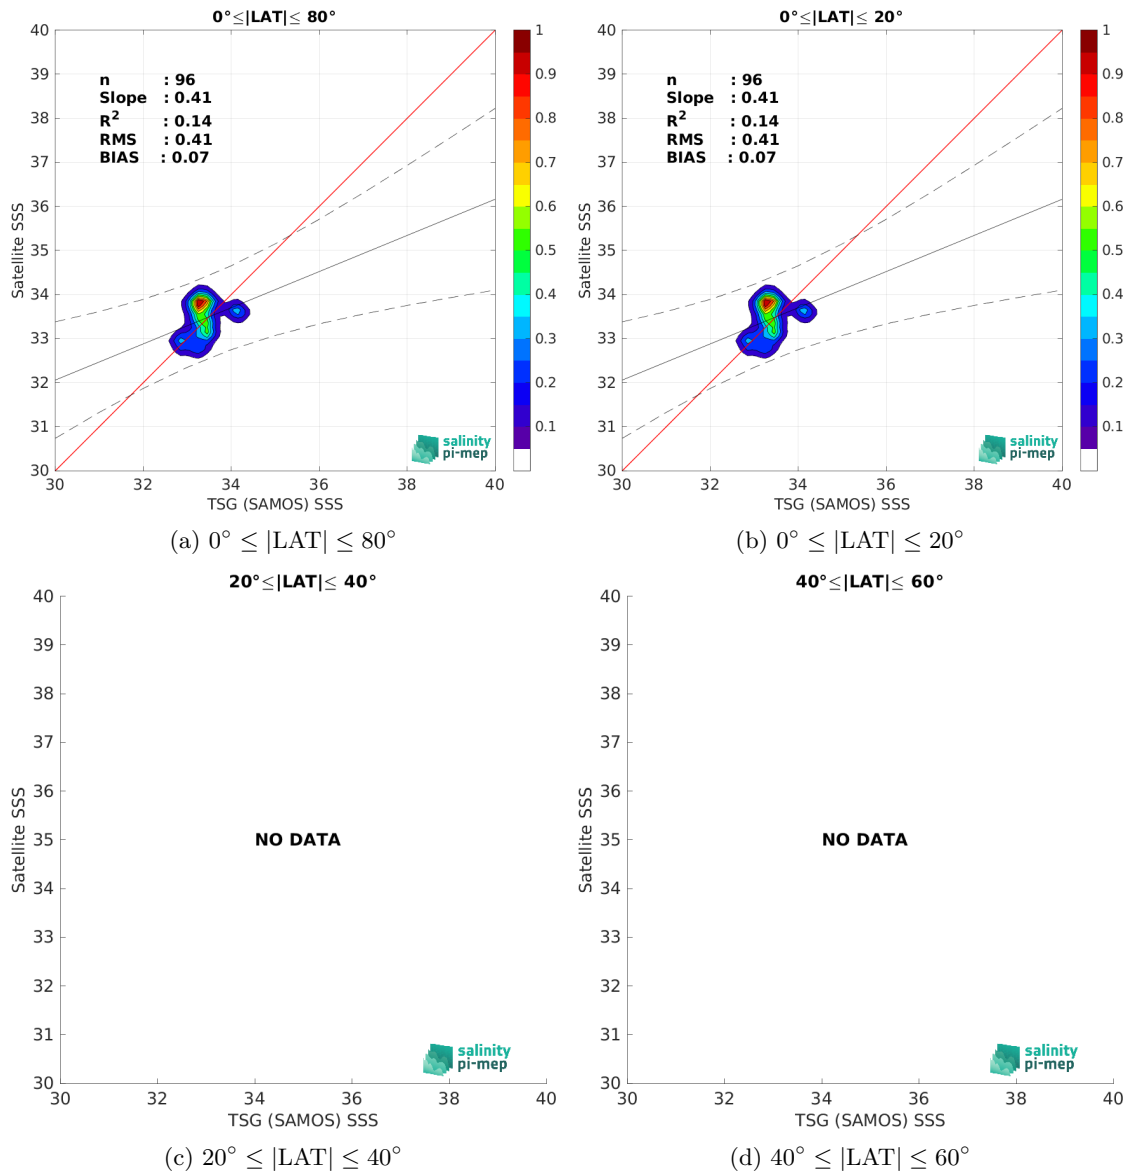 0°≤|LAT|≤ 80°
40
39
38
37
36
35
34
33
32
31
30
Satellite SSS
n : 96
Slope : 0.41
R² : 0.14
RMS : 0.41
BIAS : 0.07
1
0.9
0.8
0.7
0.6
0.5
0.4
0.3
0.2
0.1
salinity
pi-mep
30 32 34 36 38 40
TSG (SAMOS) SSS
(a) 0° ≤ |LAT| ≤ 80°
0°≤|LAT|≤ 20°
40
39
38
37
36
35
34
33
32
31
30
Satellite SSS
n : 96
Slope : 0.41
R² : 0.14
RMS : 0.41
BIAS : 0.07
1
0.9
0.8
0.7
0.6
0.5
0.4
0.3
0.2
0.1
salinity
pi-mep
30 32 34 36 38 40
TSG (SAMOS) SSS
(b) 0° ≤ |LAT| ≤ 20°
20°≤|LAT|≤ 40°
40
39
38
37
36
35
34
33
32
31
30
Satellite SSS
NO DATA
salinity
pi-mep
30 32 34 36 38 40
TSG (SAMOS) SSS
(c) 20° ≤ |LAT| ≤ 40°
40°≤|LAT|≤ 60°
40
39
38
37
36
35
34
33
32
31
30
Satellite SSS
NO DATA
salinity
pi-mep
30 32 34 36 38 40
TSG (SAMOS) SSS
(d) 40° ≤ |LAT| ≤ 60°